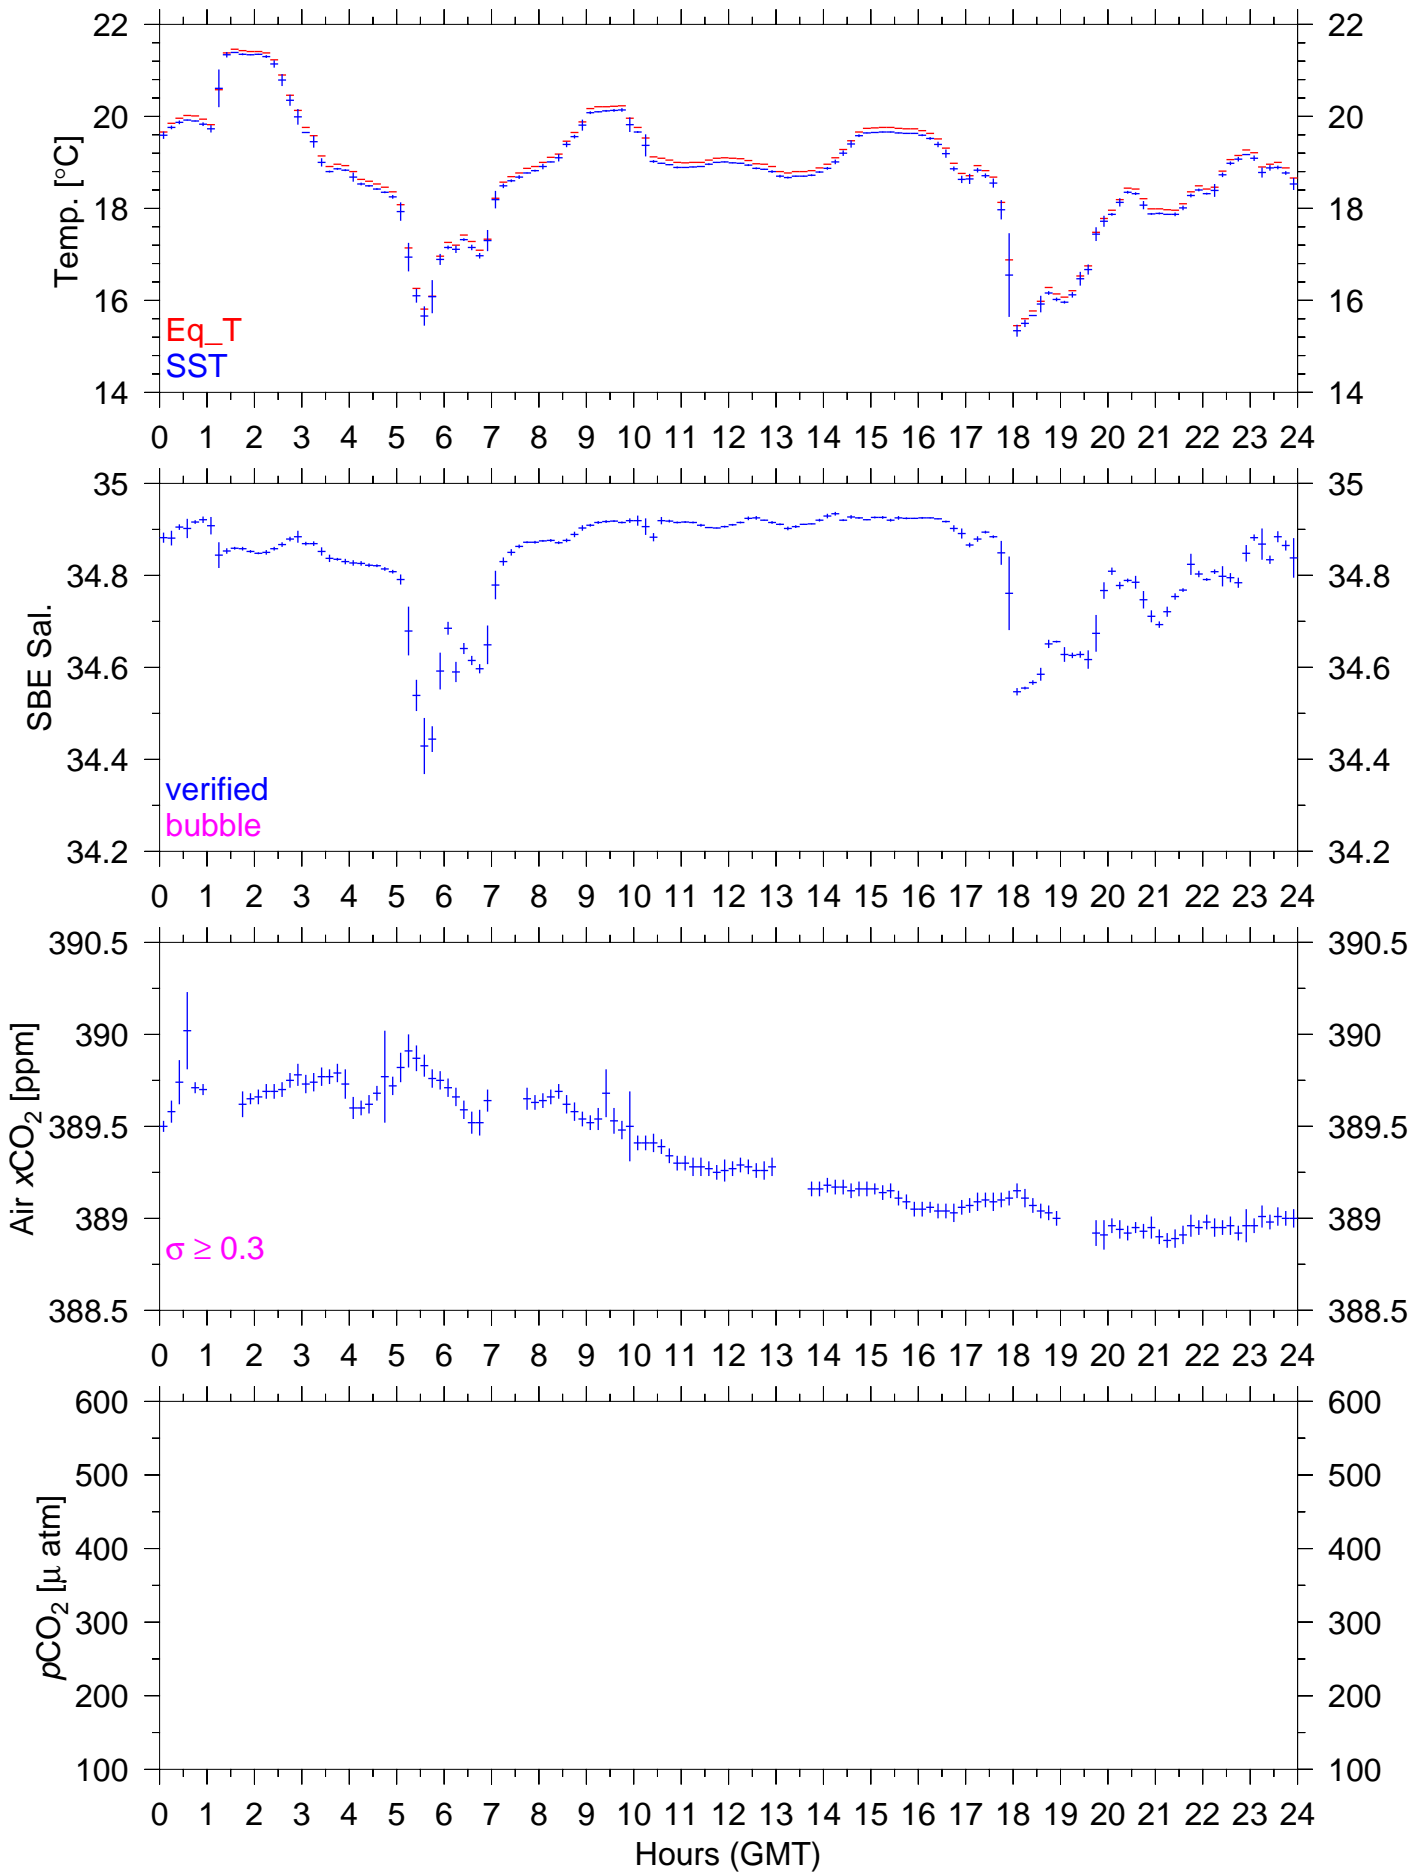 22 22
20 20
18 18
16 16
14 14
Temp. [°C]
Eq_T
SST
0 1 2 3 4 5 6 7 8 9 10 11 12 13 14 15 16 17 18 19 20 21 22 23 24
35 35
34.8 34.8
34.6 34.6
34.4 34.4
34.2 34.2
SBE Sal.
verified
bubble
0 1 2 3 4 5 6 7 8 9 10 11 12 13 14 15 16 17 18 19 20 21 22 23 24
390.5 390.5
390 390
389.5 389.5
389 389
388.5 388.5
Air xCO₂ [ppm]
σ ≥ 0.3
0 1 2 3 4 5 6 7 8 9 10 11 12 13 14 15 16 17 18 19 20 21 22 23 24
600 600
500 500
400 400
300 300
200 200
100 100
pCO₂ [μ atm]
0 1 2 3 4 5 6 7 8 9 10 11 12 13 14 15 16 17 18 19 20 21 22 23 24
Hours (GMT)